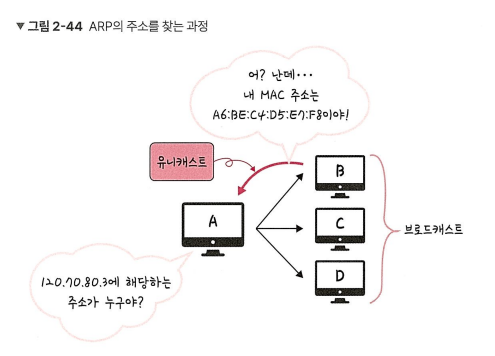 ▼ 그림 2-44 ARP의 주소를 찾는 과정
어? 난데···
내 MAC 주소는
A6:BE:C4:D5:E7:F8이야!
유니캐스트
B
A
C
브로드캐스트
D
120.70.80.3에 해당하는
주소가 누구야?